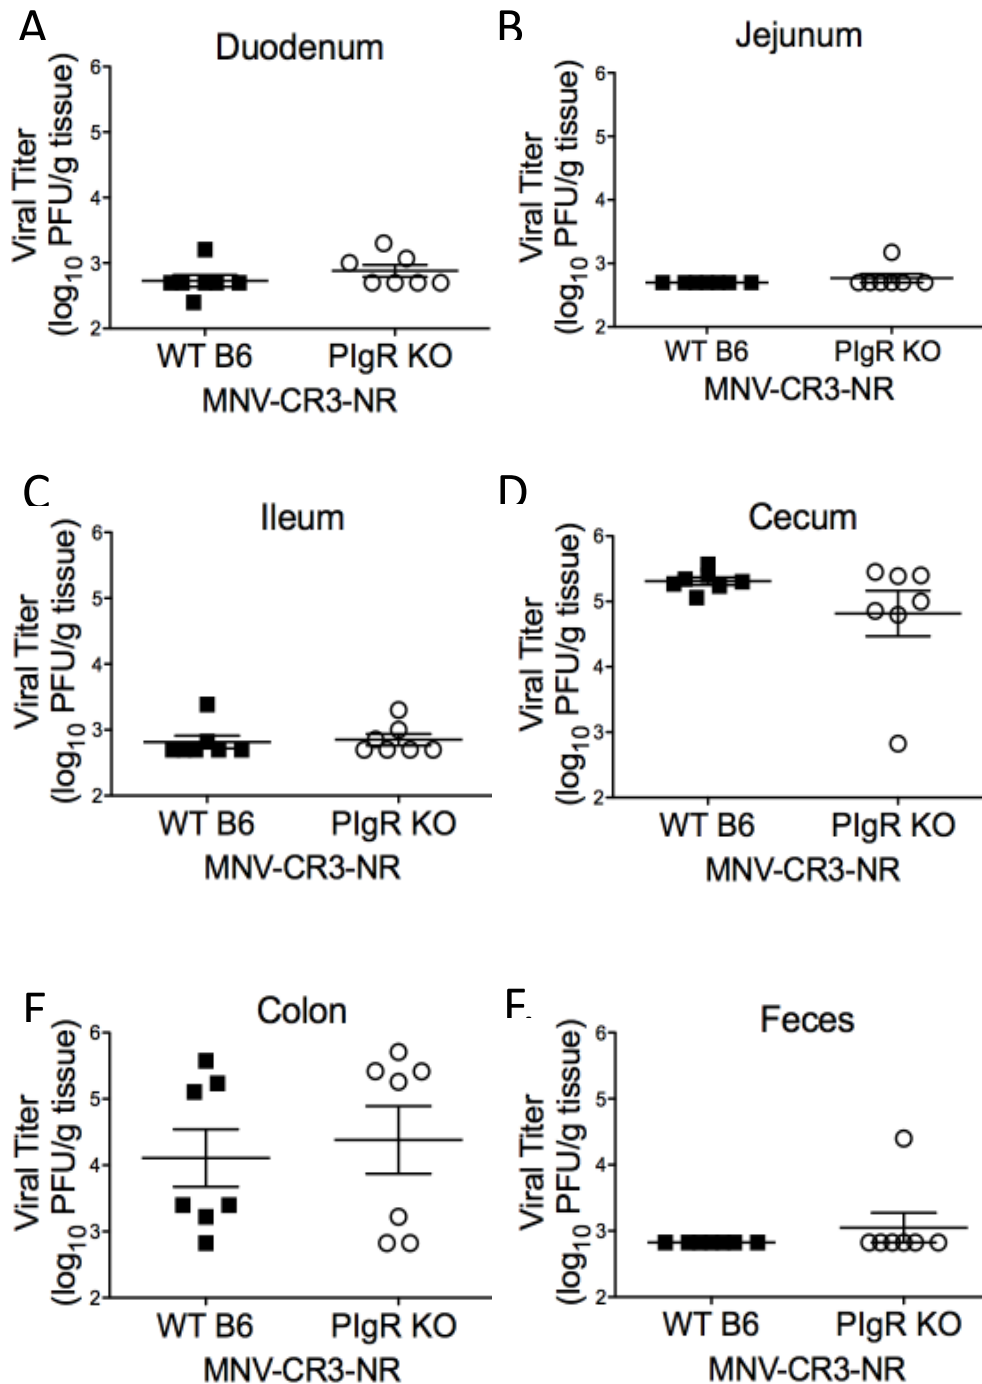 A
Duodenum
Viral Titer
(log10 PFU/g tissue)
6
5
4
3
2
WT B6 PIgR KO
MNV-CR3-NR
B
Jejunum
Viral Titer
(log10 PFU/g tissue)
6
5
4
3
2
WT B6 PIgR KO
MNV-CR3-NR
C
Ileum
Viral Titer
(log10 PFU/g tissue)
6
5
4
3
2
WT B6 PIgR KO
MNV-CR3-NR
D
Cecum
Viral Titer
(log10 PFU/g tissue)
6
5
4
3
2
WT B6 PIgR KO
MNV-CR3-NR
Colon
Viral Titer
(log10 PFU/g tissue)
6
5
4
3
2
WT B6 PIgR KO
MNV-CR3-NR
Feces
Viral Titer
(log10 PFU/g tissue)
6
5
4
3
2
WT B6 PIgR KO
MNV-CR3-NR